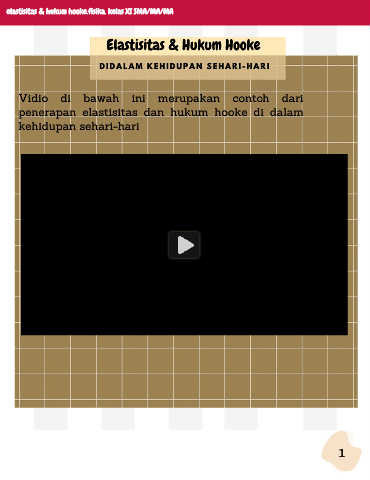 elastisitas & hukum hooke.fisika, kelas XI SMA/MA/MA
Elastisitas & Hukum Hooke
DIDALAM KEHIDUPAN SEHARI-HARI
Vidio di bawah ini merupakan contoh dari
penerapan elastisitas dan hukum hooke di dalam
kehidupan sehari-hari
1